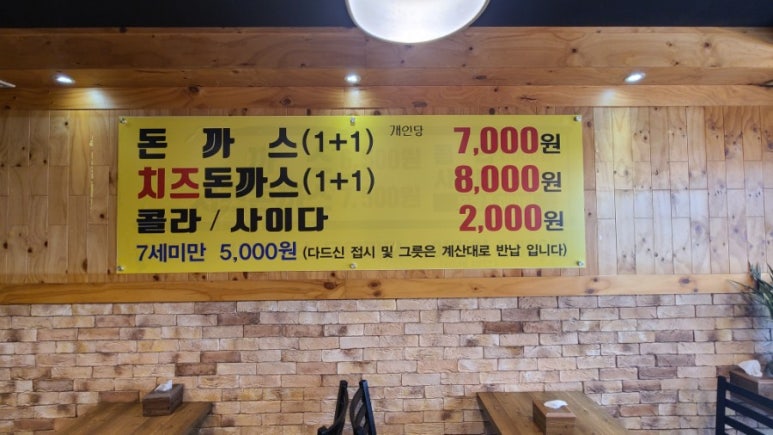 돈 까 스(1+1) 개인당 7,000원
치즈돈까스(1+1) 8,000원
콜라 / 사이다 2,000원
7세미만 5,000원 (다드신 접시 및 그릇은 계산대로 반납 입니다)